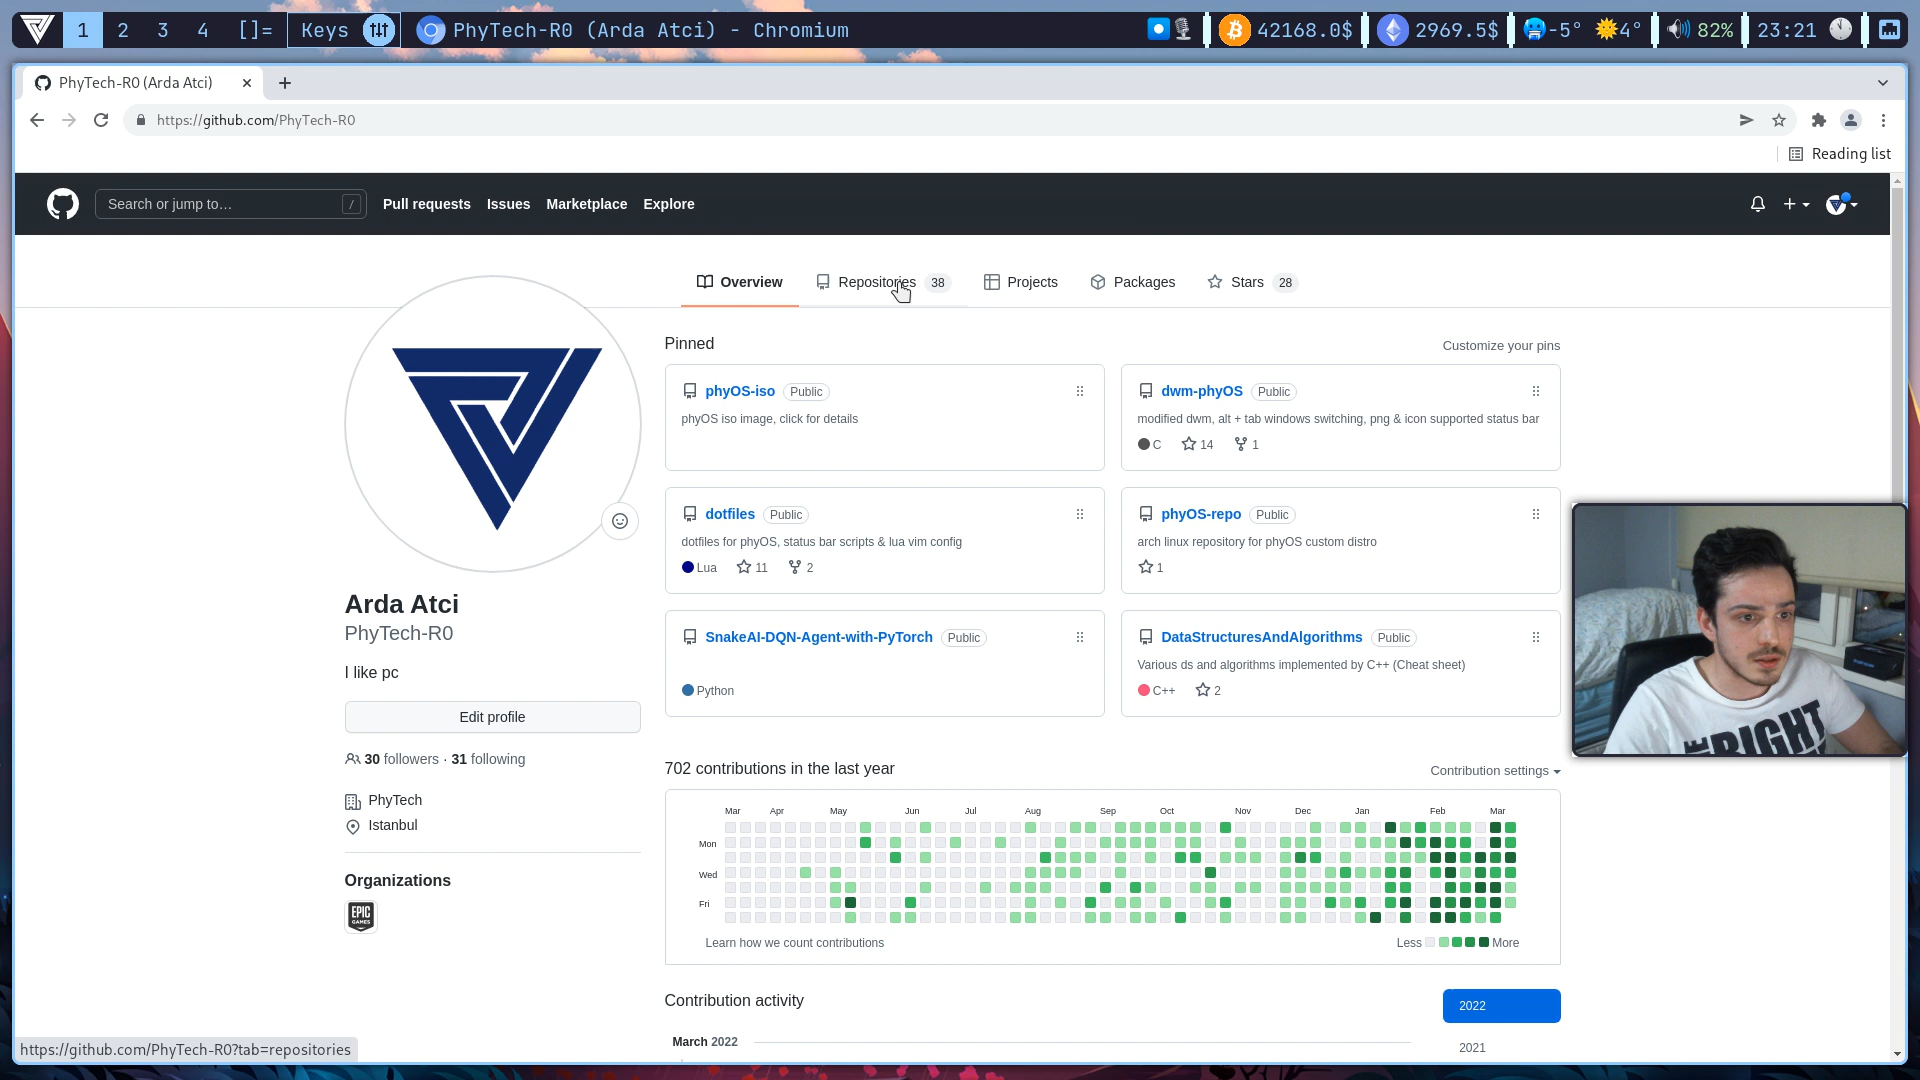 1 2 3 4 []= Keys PhyTech-R0 (Arda Atci) - Chromium 42168.0$ 2969.5$ -5° 4° 82% 23:21
PhyTech-R0 (Arda Atci)
https://github.com/PhyTech-R0
Reading list
Search or jump to… / Pull requests Issues Marketplace Explore
Overview Repositories 38 Projects Packages Stars 28
Pinned Customize your pins
phyOS-iso Public
phyOS iso image, click for details
dwm-phyOS Public
modified dwm, alt + tab windows switching, png & icon supported status bar
C 14 1
dotfiles Public
dotfiles for phyOS, status bar scripts & lua vim config
Lua 11 2
phyOS-repo Public
arch linux repository for phyOS custom distro
1
SnakeAI-DQN-Agent-with-PyTorch Public
Python
DataStructuresAndAlgorithms Public
Various ds and algorithms implemented by C++ (Cheat sheet)
C++ 2
Arda Atci
PhyTech-R0
I like pc
Edit profile
30 followers · 31 following
PhyTech
Istanbul
Organizations
EPIC
GAMES
702 contributions in the last year Contribution settings
Mar Apr May Jun Jul Aug Sep Oct Nov Dec Jan Feb Mar
Mon
Wed
Fri
Learn how we count contributions Less More
Contribution activity
2022
2021
March 2022
https://github.com/PhyTech-R0?tab=repositories
RIGHT